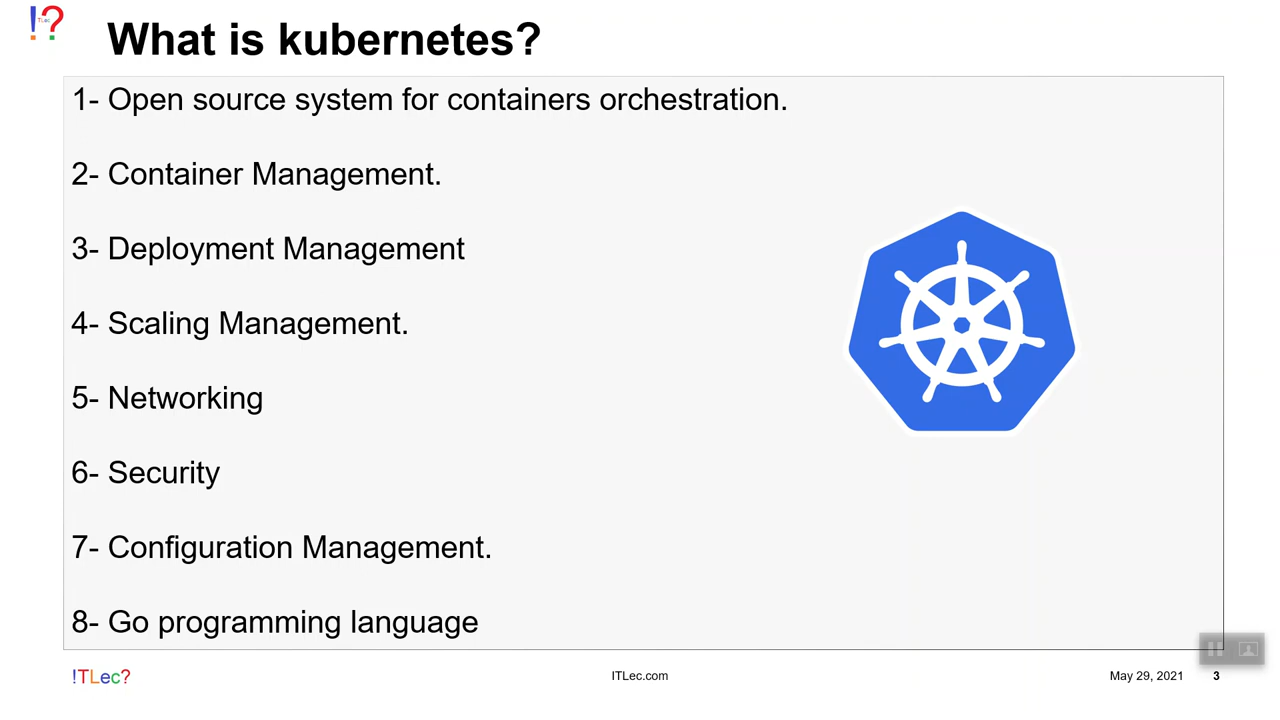 !TLec?
What is kubernetes?
1- Open source system for containers orchestration.
2- Container Management.
3- Deployment Management
4- Scaling Management.
5- Networking
6- Security
7- Configuration Management.
8- Go programming language
!TLec?
ITLec.com
May 29, 2021
3